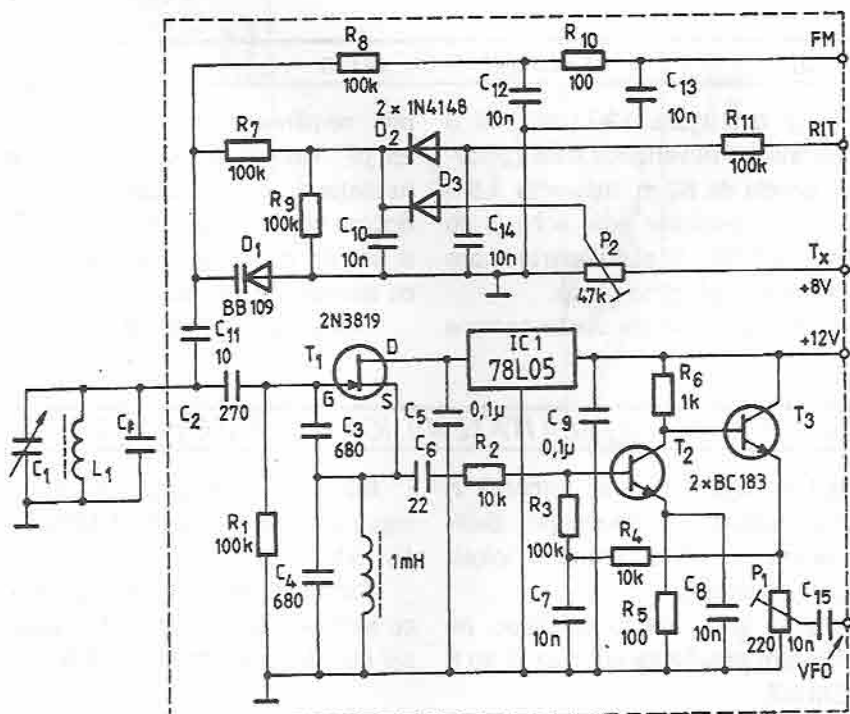 FM
R8
100k
R10
100
C12
10n
C13
10n
2 × 1N4148
R7
100k
D2
R11
100k
RIT
D3
R9
100k
C10
10n
C14
10n
P2
47k
Tx
+8V
D1
BB109
C11
10
2N3819
T1
D
G
S
IC1
78L05
+12V
R6
1k
T3
C1
L1
Cp
C2
270
C3
680
C5
0,1µ
C6
22
R2
10k
C9
0,1µ
T2
2×BC183
R1
100k
C4
680
1mH
R3
100k
R4
10k
C7
10n
R5
100
C8
10n
P1
220
C15
10n
VFO